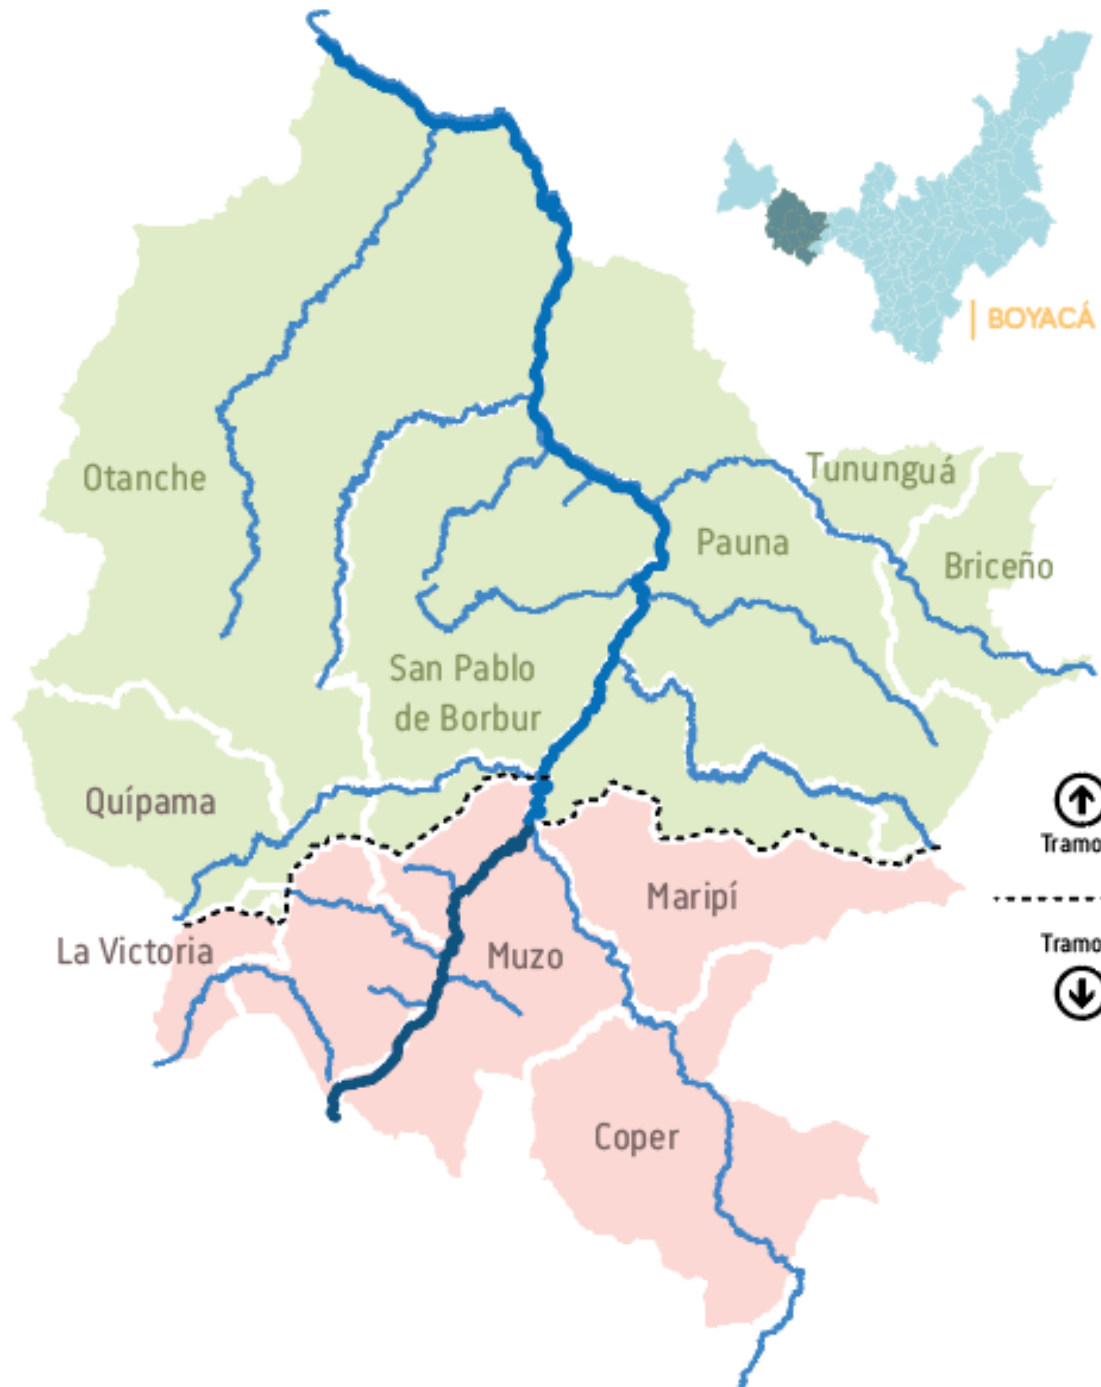 BOYACÁ
Otanche
Tununguá
Pauna
Briceño
San Pablo
de Borbur
Quípama
Tramo
Maripí
La Victoria
Muzo
Tramo
Coper